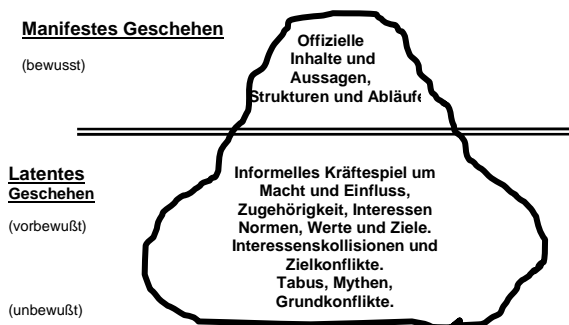 Manifestes Geschehen
(bewusst)
Offizielle
Inhalte und
Aussagen,
Strukturen und Abläufe
Latentes
Geschehen
(vorbewußt)
(unbewußt)
Informelles Kräftespiel um
Macht und Einfluss,
Zugehörigkeit, Interessen
Normen, Werte und Ziele.
Interessenskollisionen und
Zielkonflikte.
Tabus, Mythen,
Grundkonflikte.